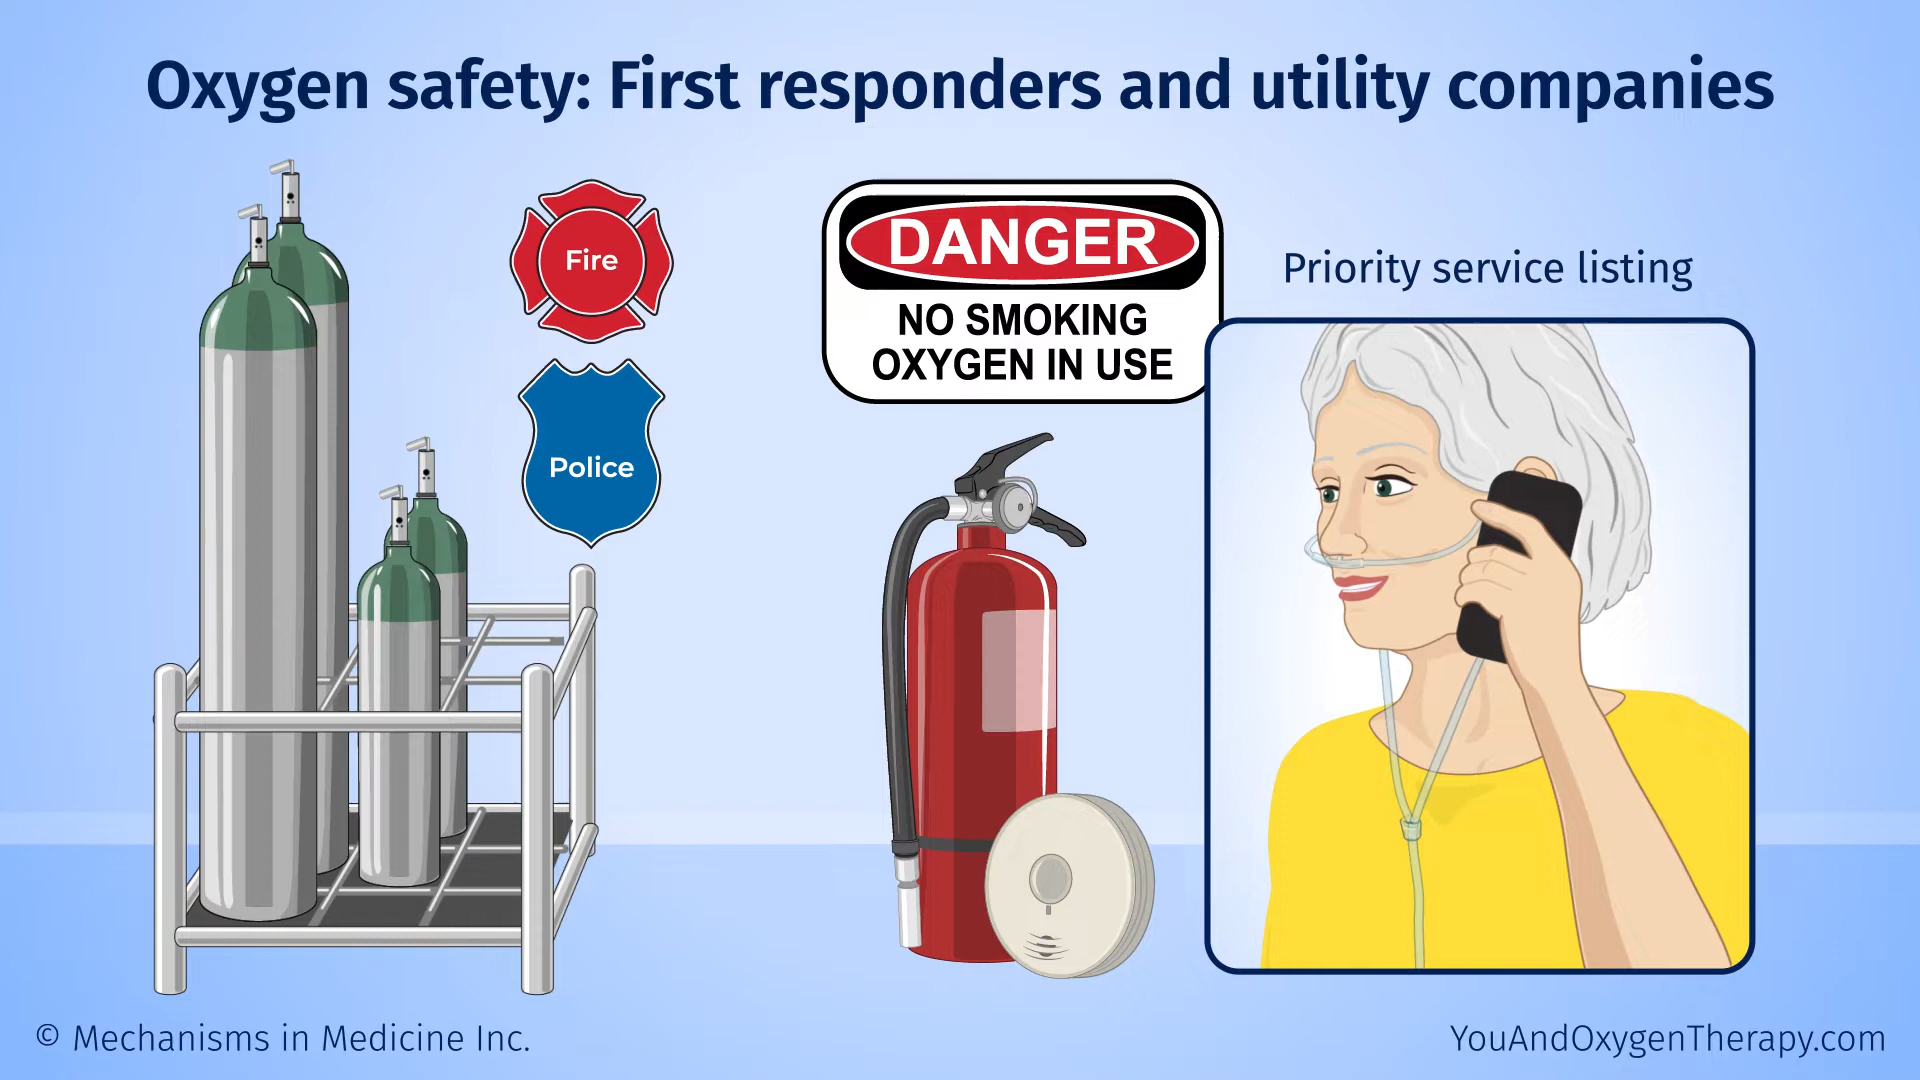 Oxygen safety: First responders and utility companies
Fire
Police
DANGER
NO SMOKING
OXYGEN IN USE
Priority service listing
© Mechanisms in Medicine Inc.
YouAndOxygenTherapy.com